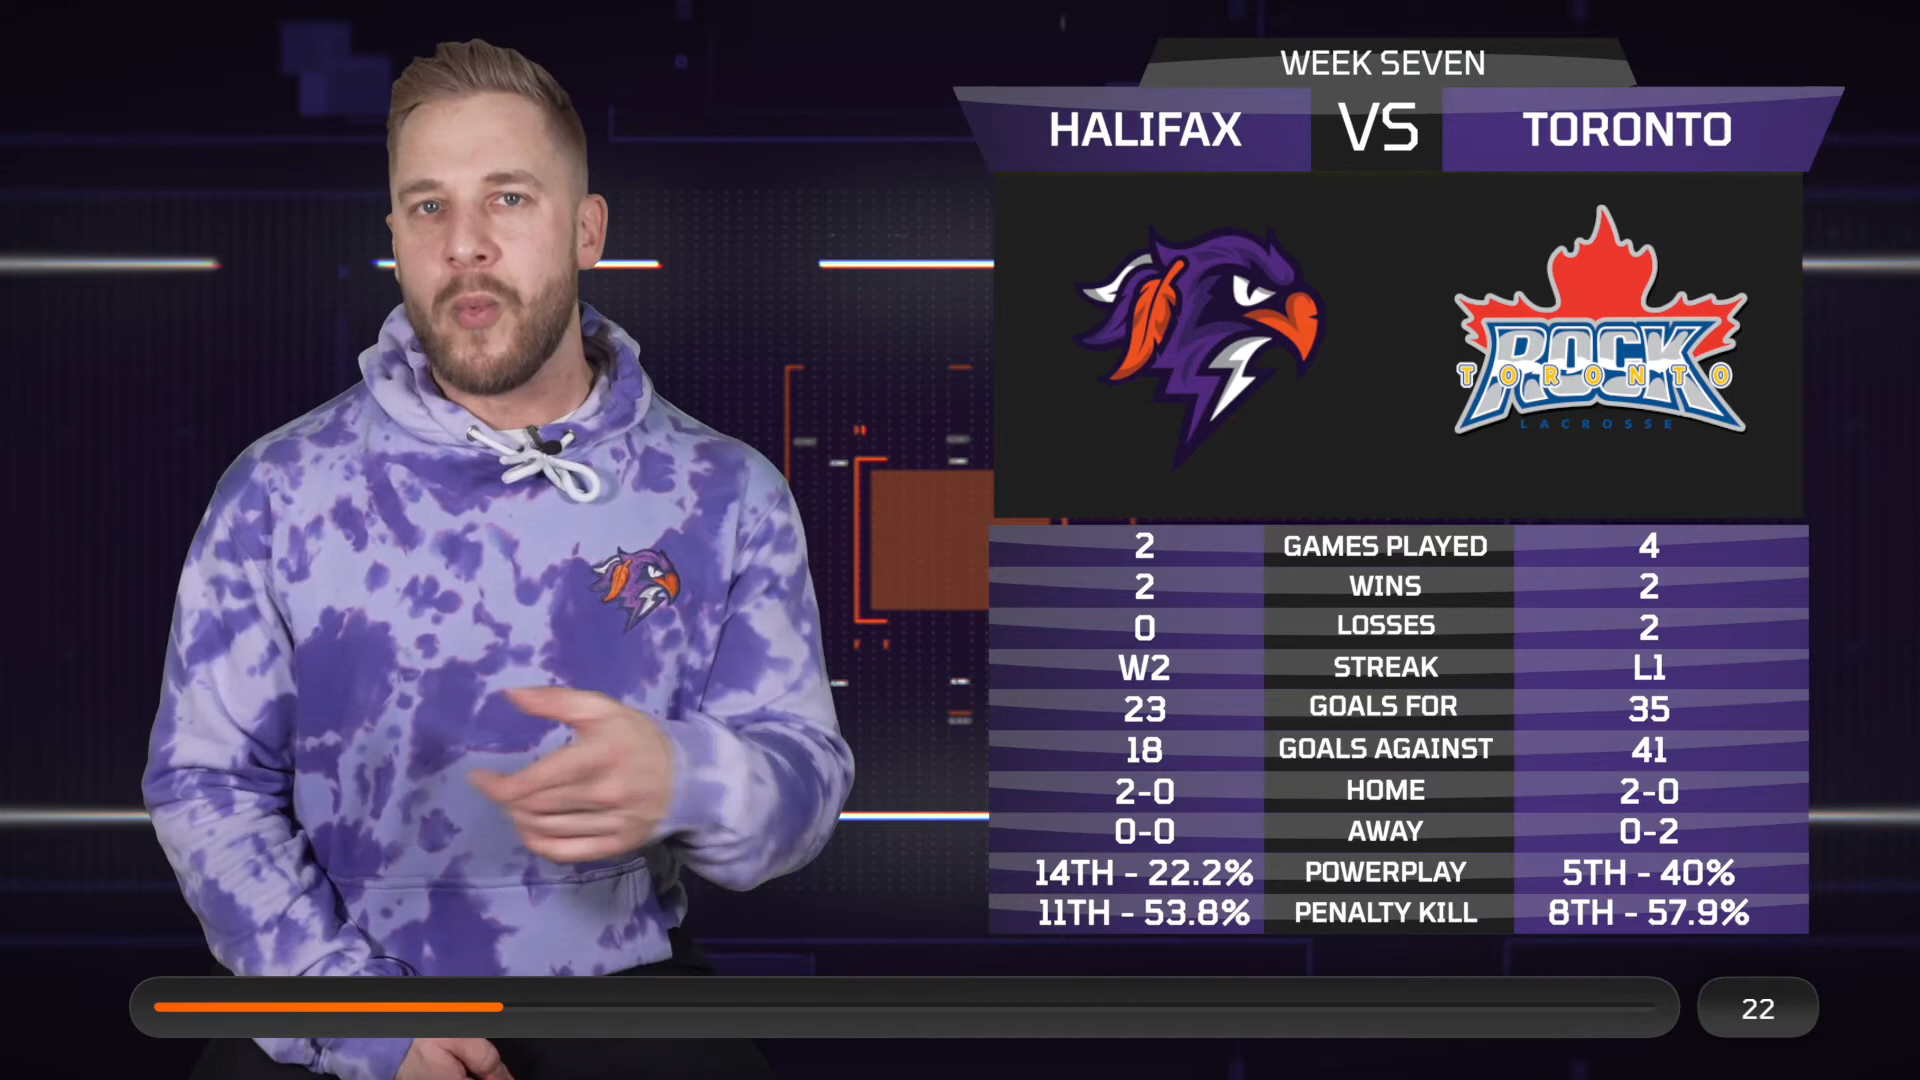 WEEK SEVEN
HALIFAX VS TORONTO
ROCK
TORONTO
LACROSSE
2 GAMES PLAYED 4
2 WINS 2
0 LOSSES 2
W2 STREAK L1
23 GOALS FOR 35
18 GOALS AGAINST 41
2-0 HOME 2-0
0-0 AWAY 0-2
14TH - 22.2% POWERPLAY 5TH - 40%
11TH - 53.8% PENALTY KILL 8TH - 57.9%
22